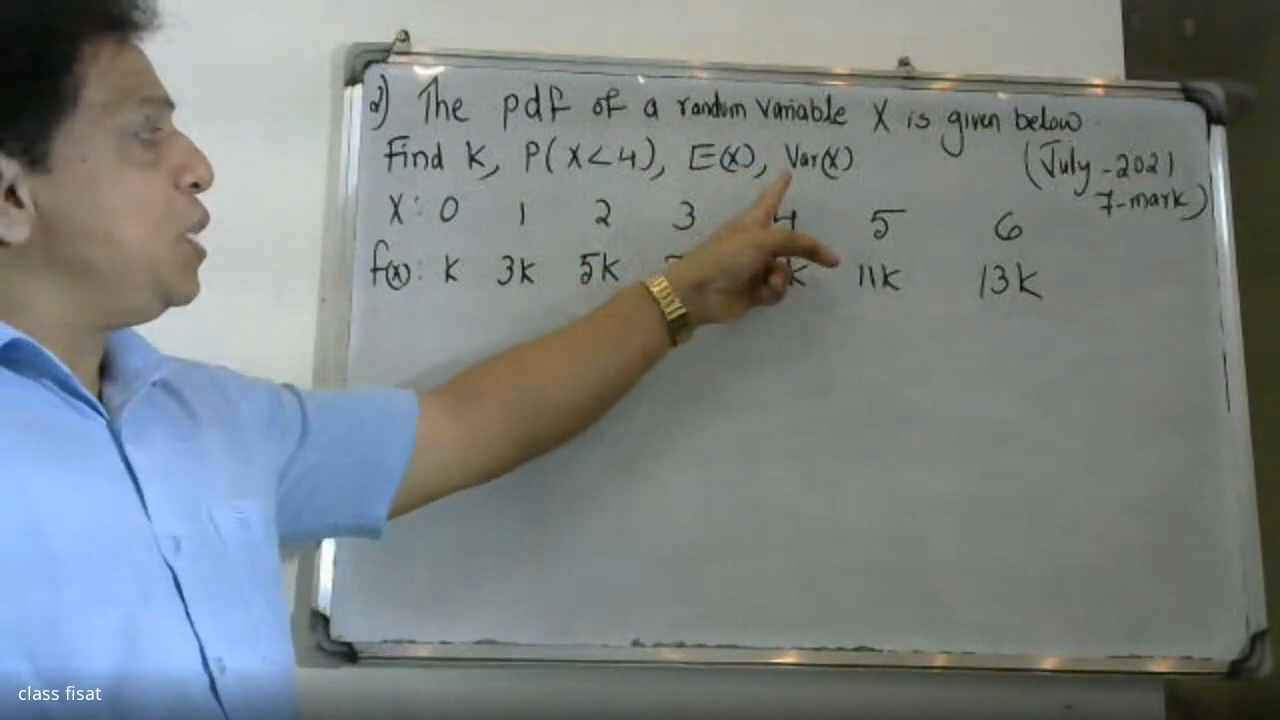 2) The pdf of a random variable X is given below.
Find K, P(X<4), E(X), Var(X) (July-2021
7-mark)
X: 0 1 2 3 4 5 6
f(x): K 3K 5K K 11K 13K
class fisat